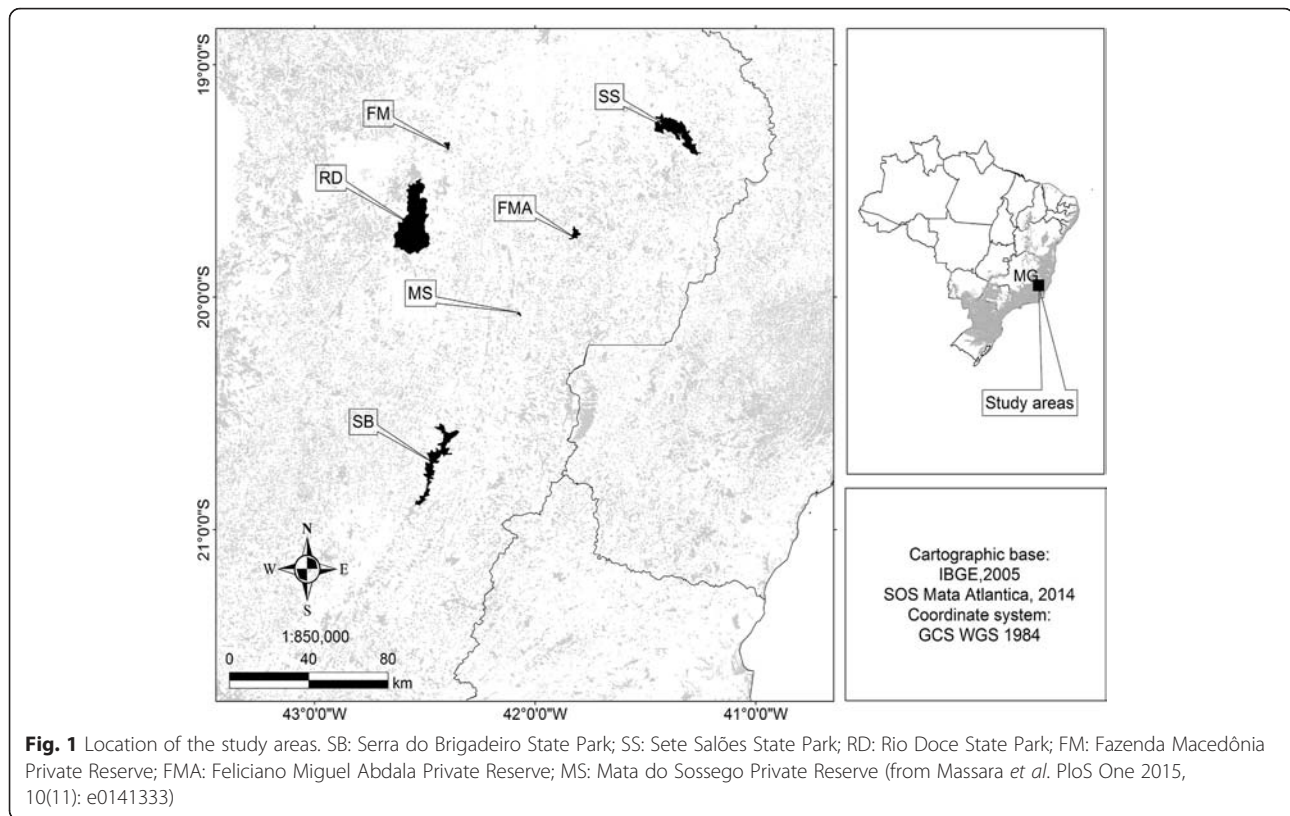 19°0'0"S
20°0'0"S
21°0'0"S
FM
SS
RD
FMA
MS
SB
N
W E
S
1:850,000
0 40 80
km
43°0'0"W 42°0'0"W 41°0'0"W
MG
Study areas
Cartographic base:
IBGE,2005
SOS Mata Atlantica, 2014
Coordinate system:
GCS WGS 1984
Fig. 1 Location of the study areas. SB: Serra do Brigadeiro State Park; SS: Sete Salões State Park; RD: Rio Doce State Park; FM: Fazenda Macedônia
Private Reserve; FMA: Feliciano Miguel Abdala Private Reserve; MS: Mata do Sossego Private Reserve (from Massara et al. PloS One 2015,
10(11): e0141333)